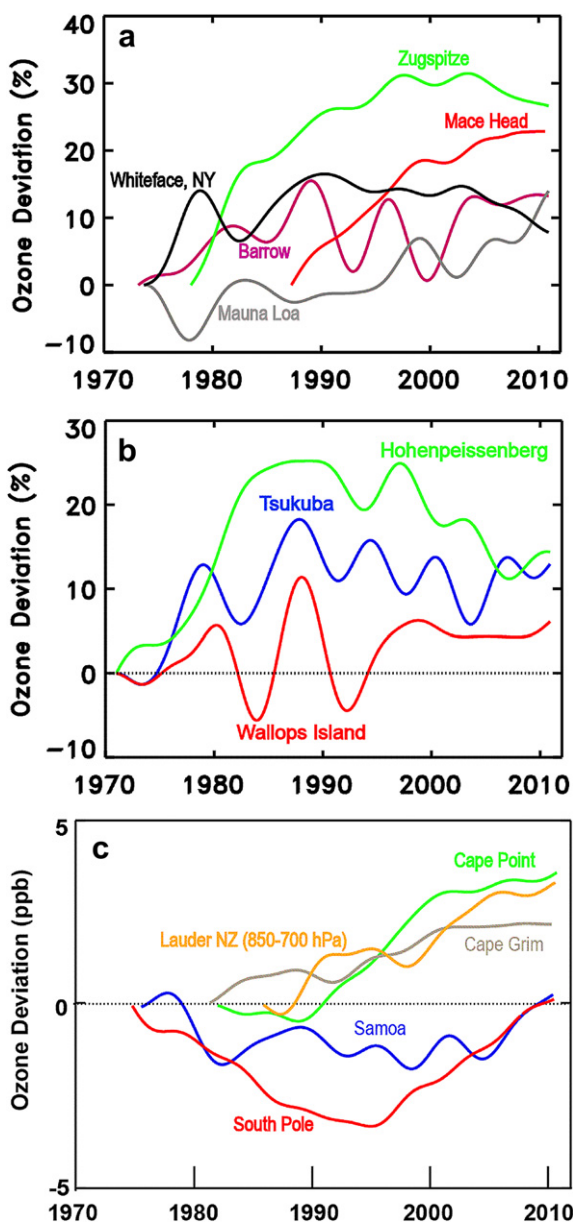 a
Ozone Deviation (%)
40
30
20
10
0
−10
Zugspitze
Mace Head
Whiteface, NY
Barrow
Mauna Loa
1970 1980 1990 2000 2010
b
Ozone Deviation (%)
30
20
10
0
−10
Hohenpeissenberg
Tsukuba
Wallops Island
1970 1980 1990 2000 2010
c
Ozone Deviation (ppb)
5
0
-5
Cape Point
Lauder NZ (850-700 hPa)
Cape Grim
Samoa
South Pole
1970 1980 1990 2000 2010